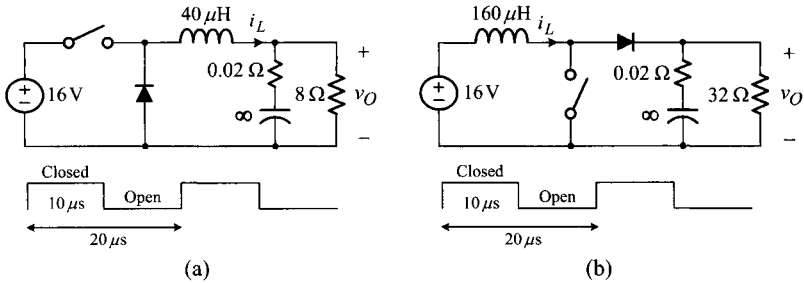 40 μH
i_L
0.02 Ω
+
16 V
∞
8 Ω
v_O
−
Closed
10 μs
Open
20 μs
(a)
160 μH
i_L
0.02 Ω
+
16 V
∞
32 Ω
v_O
−
Closed
10 μs
Open
20 μs
(b)